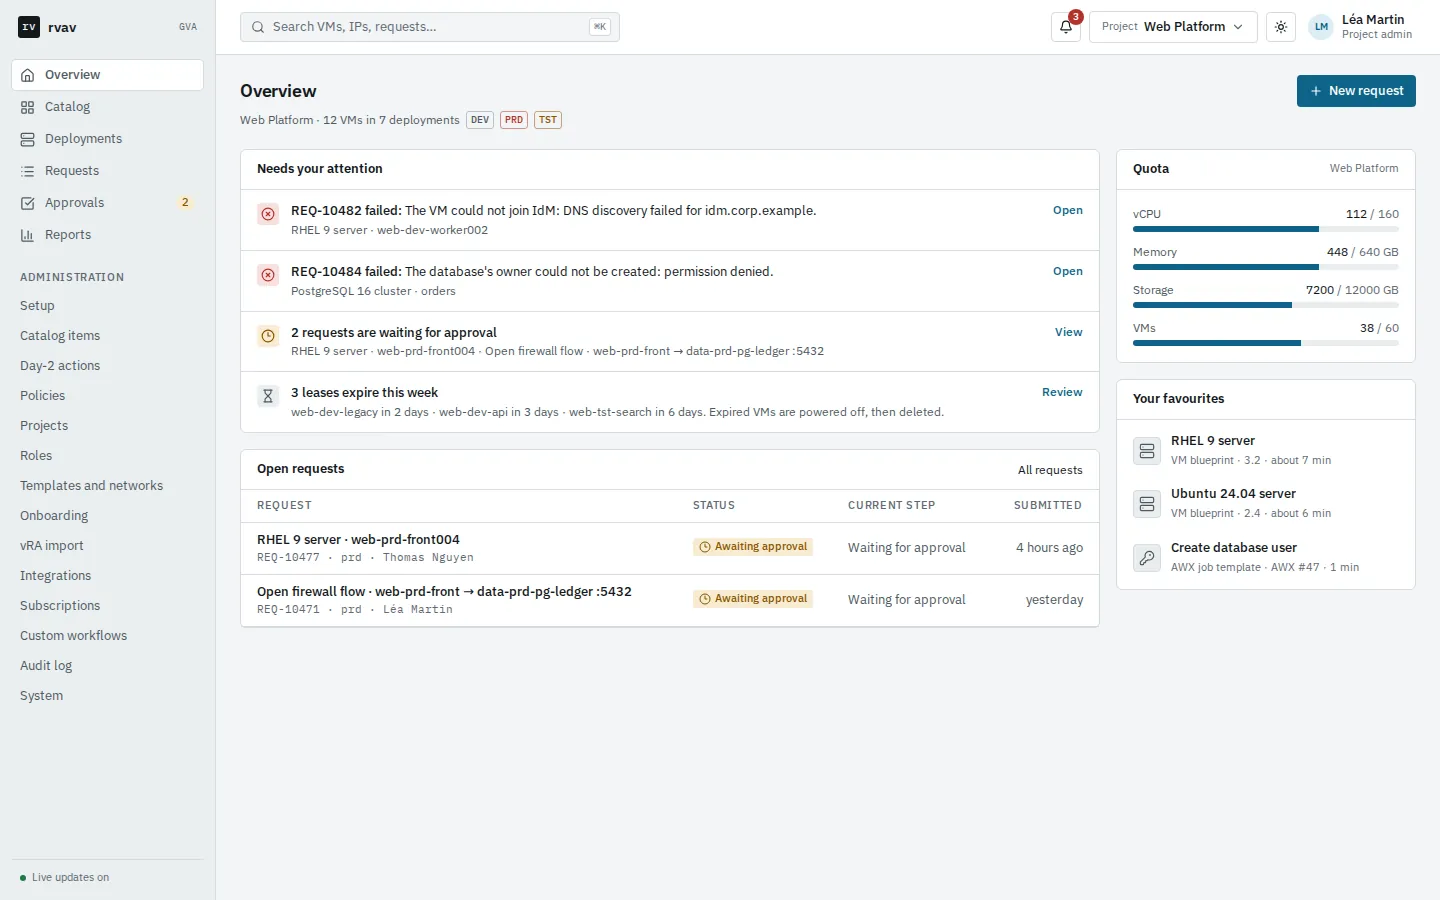 rv rvav GVA
Overview
Catalog
Deployments
Requests
Approvals 2
Reports
ADMINISTRATION
Setup
Catalog items
Day-2 actions
Policies
Projects
Roles
Templates and networks
Onboarding
vRA import
Integrations
Subscriptions
Custom workflows
Audit log
System
Live updates on
Search VMs, IPs, requests... ⌘K
3
Project Web Platform
LM
Léa Martin
Project admin
Overview
Web Platform · 12 VMs in 7 deployments DEV PRD TST
New request
Needs your attention
REQ-10482 failed: The VM could not join IdM: DNS discovery failed for idm.corp.example. Open
RHEL 9 server · web-dev-worker002
REQ-10484 failed: The database's owner could not be created: permission denied. Open
PostgreSQL 16 cluster · orders
2 requests are waiting for approval View
RHEL 9 server · web-prd-front004 · Open firewall flow · web-prd-front → data-prd-pg-ledger :5432
3 leases expire this week Review
web-dev-legacy in 2 days · web-dev-api in 3 days · web-tst-search in 6 days. Expired VMs are powered off, then deleted.
Open requests All requests
REQUEST STATUS CURRENT STEP SUBMITTED
RHEL 9 server · web-prd-front004 Awaiting approval Waiting for approval 4 hours ago
REQ-10477 · prd · Thomas Nguyen
Open firewall flow · web-prd-front → data-prd-pg-ledger :5432 Awaiting approval Waiting for approval yesterday
REQ-10471 · prd · Léa Martin
Quota Web Platform
vCPU 112 / 160
Memory 448 / 640 GB
Storage 7200 / 12000 GB
VMs 38 / 60
Your favourites
RHEL 9 server
VM blueprint · 3.2 · about 7 min
Ubuntu 24.04 server
VM blueprint · 2.4 · about 6 min
Create database user
AWX job template · AWX #47 · 1 min